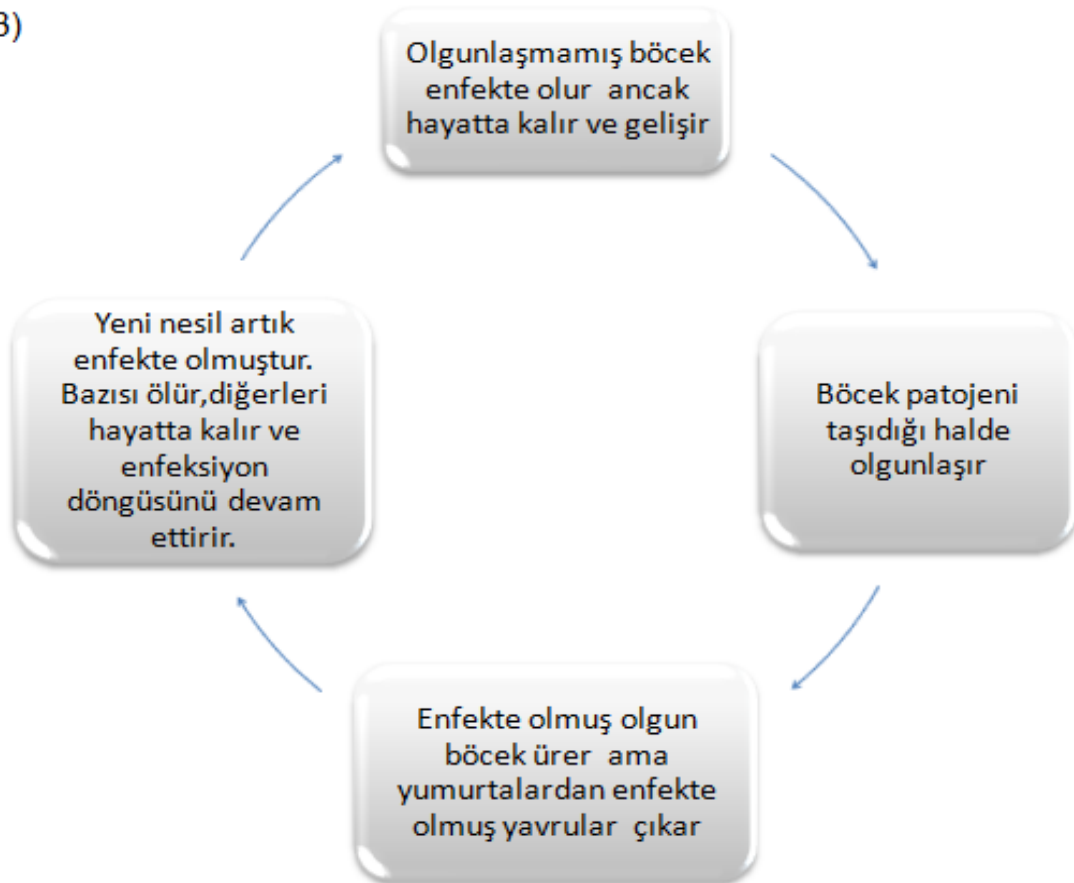 B)
Olgunlaşmamış böcek
enfekte olur ancak
hayatta kalır ve gelişir
Böcek patojeni
taşıdığı halde
olgunlaşır
Enfekte olmuş olgun
böcek ürer ama
yumurtalardan enfekte
olmuş yavrular çıkar
Yeni nesil artık
enfekte olmuştur.
Bazısı ölür,diğerleri
hayatta kalır ve
enfeksiyon
döngüsünü devam
ettirir.